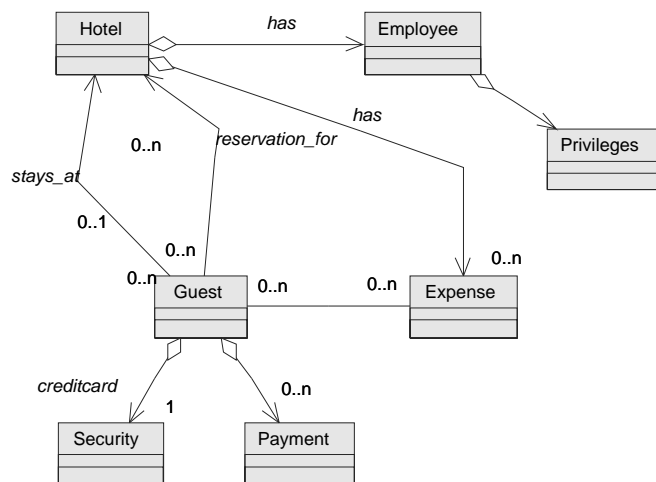 Hotel
has
Employee
has
reservation_for
0..n
Privileges
stays_at
0..1
0..n
0..n
0..n
Guest
0..n
0..n
Expense
creditcard
0..n
1
Security
Payment